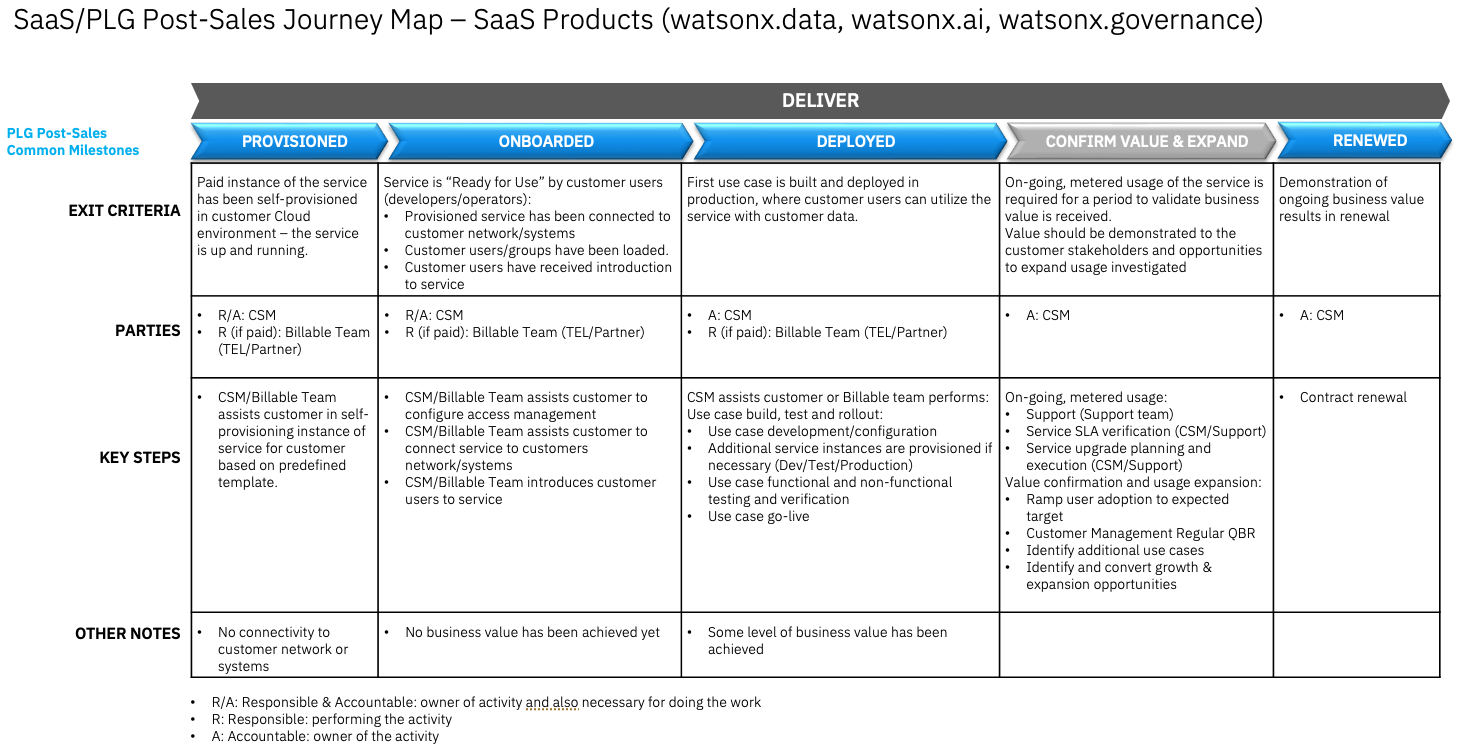 SaaS/PLG Post-Sales Journey Map – SaaS Products (watsonx.data, watsonx.ai, watsonx.governance)
DELIVER
PLG Post-Sales
Common Milestones
PROVISIONED
ONBOARDED
DEPLOYED
CONFIRM VALUE & EXPAND
RENEWED
EXIT CRITERIA
Paid instance of the service
has been self-provisioned
in customer Cloud
environment – the service
is up and running.
Service is “Ready for Use” by customer users
(developers/operators):
• Provisioned service has been connected to
customer network/systems
• Customer users/groups have been loaded.
• Customer users have received introduction
to service
First use case is built and deployed in
production, where customer users can utilize the
service with customer data.
On-going, metered usage of the service is
required for a period to validate business
value is received.
Value should be demonstrated to the
customer stakeholders and opportunities
to expand usage investigated
Demonstration of
ongoing business value
results in renewal
PARTIES
• R/A: CSM
• R (if paid): Billable Team
(TEL/Partner)
• R/A: CSM
• R (if paid): Billable Team (TEL/Partner)
• A: CSM
• R (if paid): Billable Team (TEL/Partner)
• A: CSM
• A: CSM
KEY STEPS
• CSM/Billable Team
assists customer in self-
provisioning instance of
service for customer
based on predefined
template.
• CSM/Billable Team assists customer to
configure access management
• CSM/Billable Team assists customer to
connect service to customers
network/systems
• CSM/Billable Team introduces customer
users to service
CSM assists customer or Billable team performs:
Use case build, test and rollout:
• Use case development/configuration
• Additional service instances are provisioned if
necessary (Dev/Test/Production)
• Use case functional and non-functional
testing and verification
• Use case go-live
On-going, metered usage:
• Support (Support team)
• Service SLA verification (CSM/Support)
• Service upgrade planning and
execution (CSM/Support)
Value confirmation and usage expansion:
• Ramp user adoption to expected
target
• Customer Management Regular QBR
• Identify additional use cases
• Identify and convert growth &
expansion opportunities
• Contract renewal
OTHER NOTES
• No connectivity to
customer network or
systems
• No business value has been achieved yet
• Some level of business value has been
achieved
• R/A: Responsible & Accountable: owner of activity and also necessary for doing the work
• R: Responsible: performing the activity
• A: Accountable: owner of the activity